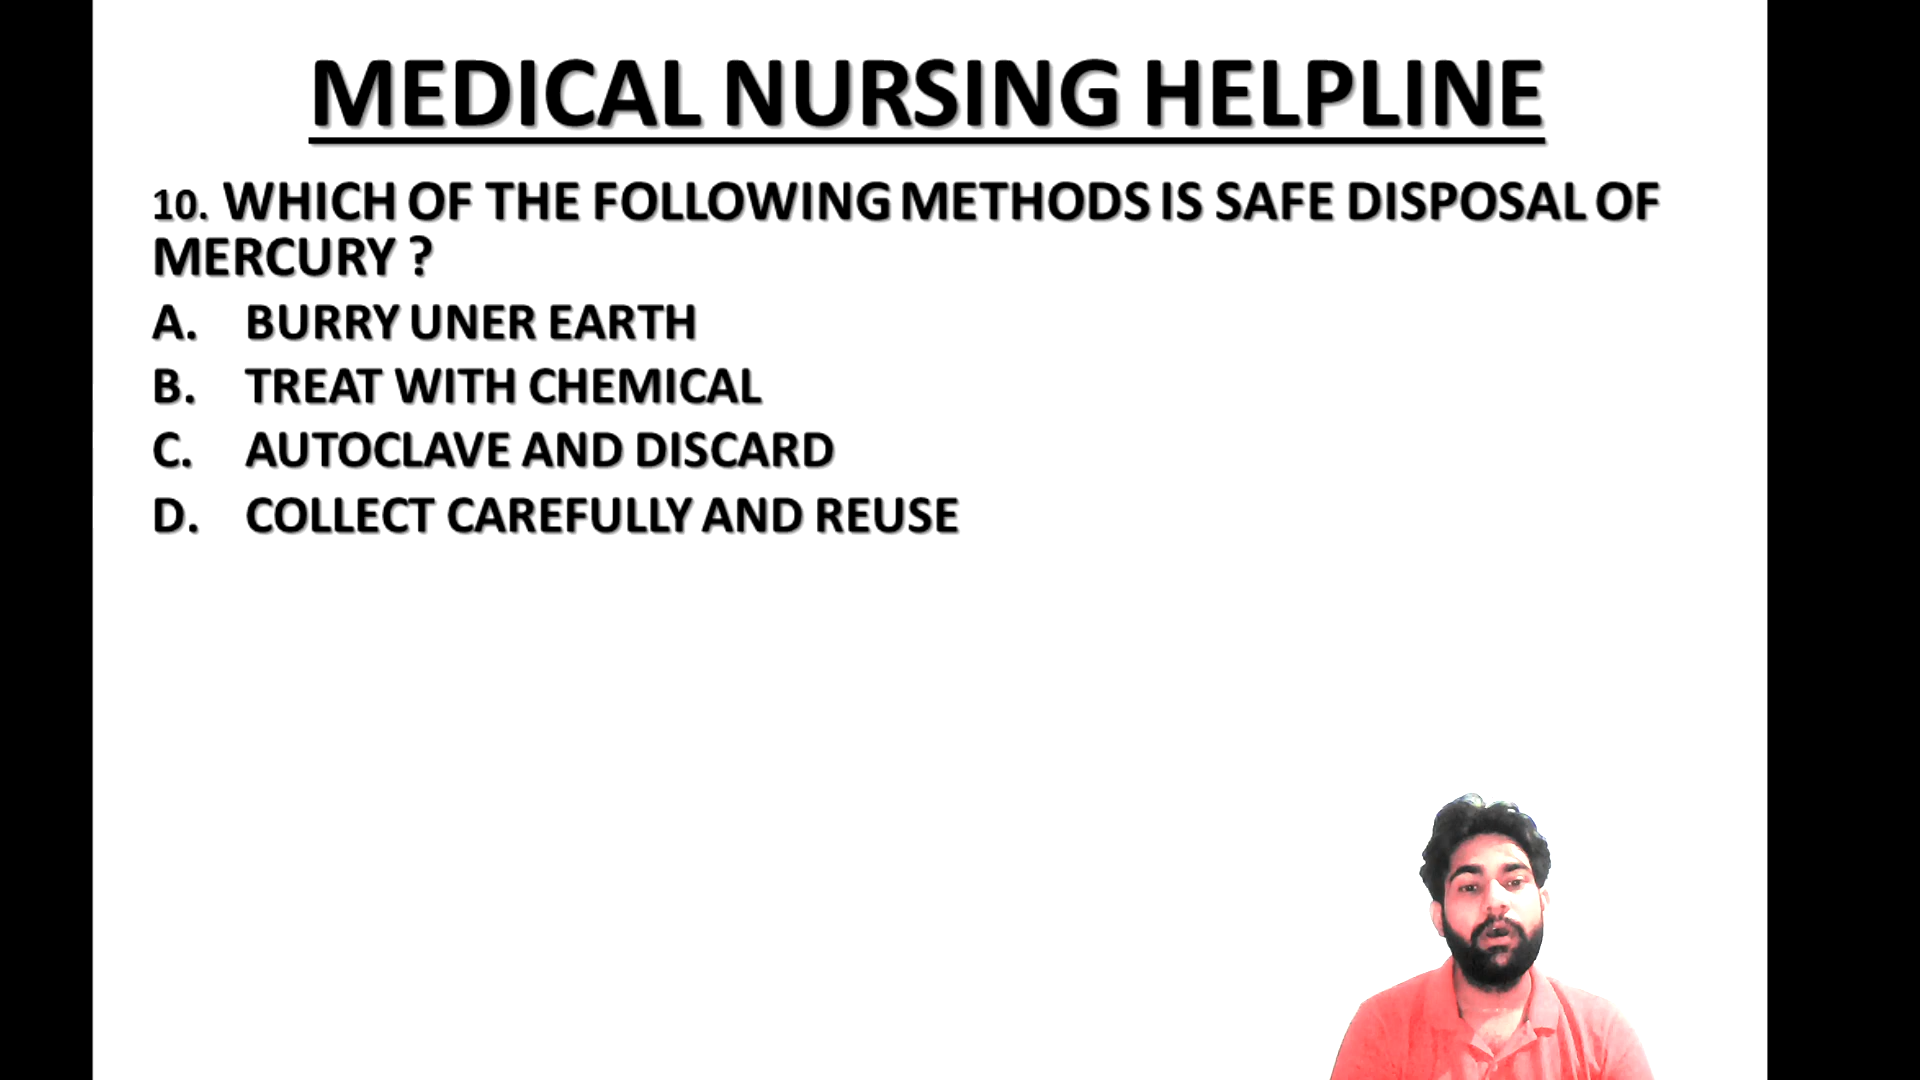 MEDICAL NURSING HELPLINE
10. WHICH OF THE FOLLOWING METHODS IS SAFE DISPOSAL OF
MERCURY ?
A. BURRY UNER EARTH
B. TREAT WITH CHEMICAL
C. AUTOCLAVE AND DISCARD
D. COLLECT CAREFULLY AND REUSE